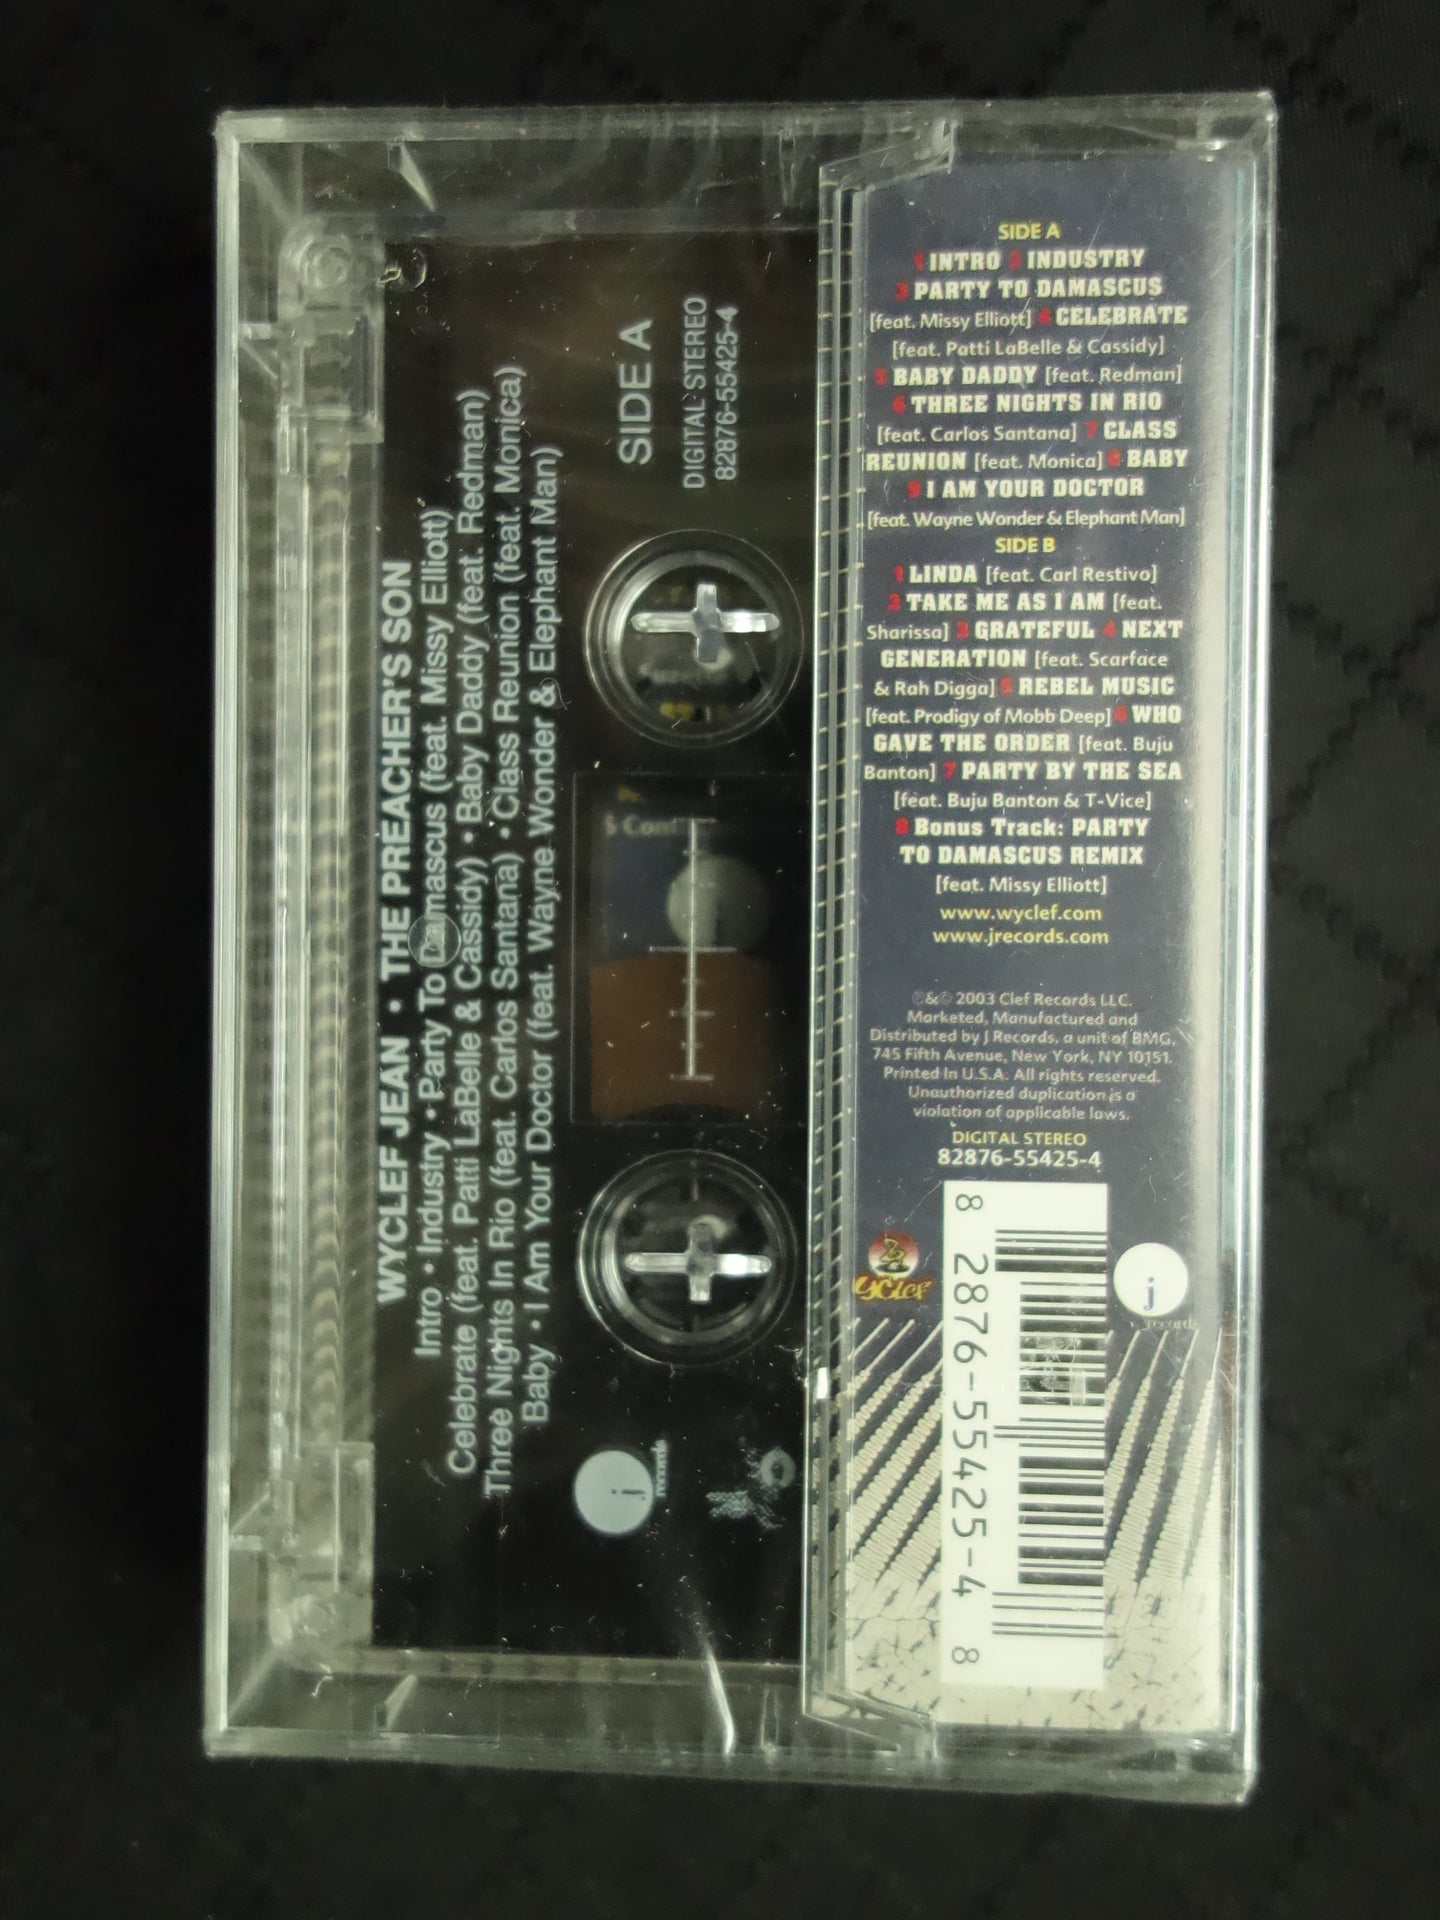 WYCLEF JEAN • THE PREACHER'S SON
Intro • Industry • Party To Damascus (feat. Missy Elliott)
Celebrate (feat. Patti LaBelle & Cassidy) • Baby Daddy (feat. Redman)
Three Nights In Rio (feat. Carlos Santana) • Class Reunion (feat. Monica)
Baby • I Am Your Doctor (feat. Wayne Wonder & Elephant Man)
SIDE A
DIGITAL STEREO
82876-55425-4
j
records
SIDE A
1 INTRO 2 INDUSTRY
3 PARTY TO DAMASCUS
[feat. Missy Elliott] 4 CELEBRATE
[feat. Patti LaBelle & Cassidy]
5 BABY DADDY [feat. Redman]
6 THREE NIGHTS IN RIO
[feat. Carlos Santana] 7 CLASS
REUNION [feat. Monica] 8 BABY
9 I AM YOUR DOCTOR
[feat. Wayne Wonder & Elephant Man]
SIDE B
1 LINDA [feat. Carl Restivo]
2 TAKE ME AS I AM [feat.
Sharissa] 3 GRATEFUL 4 NEXT
GENERATION [feat. Scarface
& Rah Digga] 5 REBEL MUSIC
[feat. Prodigy of Mobb Deep] 6 WHO
GAVE THE ORDER [feat. Buju
Banton] 7 PARTY BY THE SEA
[feat. Buju Banton & T-Vice]
8 Bonus Track: PARTY
TO DAMASCUS REMIX
[feat. Missy Elliott]
www.wyclef.com
www.jrecords.com
℗&© 2003 Clef Records LLC.
Marketed, Manufactured and
Distributed by J Records, a unit of BMG,
745 Fifth Avenue, New York, NY 10151.
Printed In U.S.A. All rights reserved.
Unauthorized duplication is a
violation of applicable laws.
DIGITAL STEREO
82876-55425-4
yclef
j
records
8 2876-55425-4 8